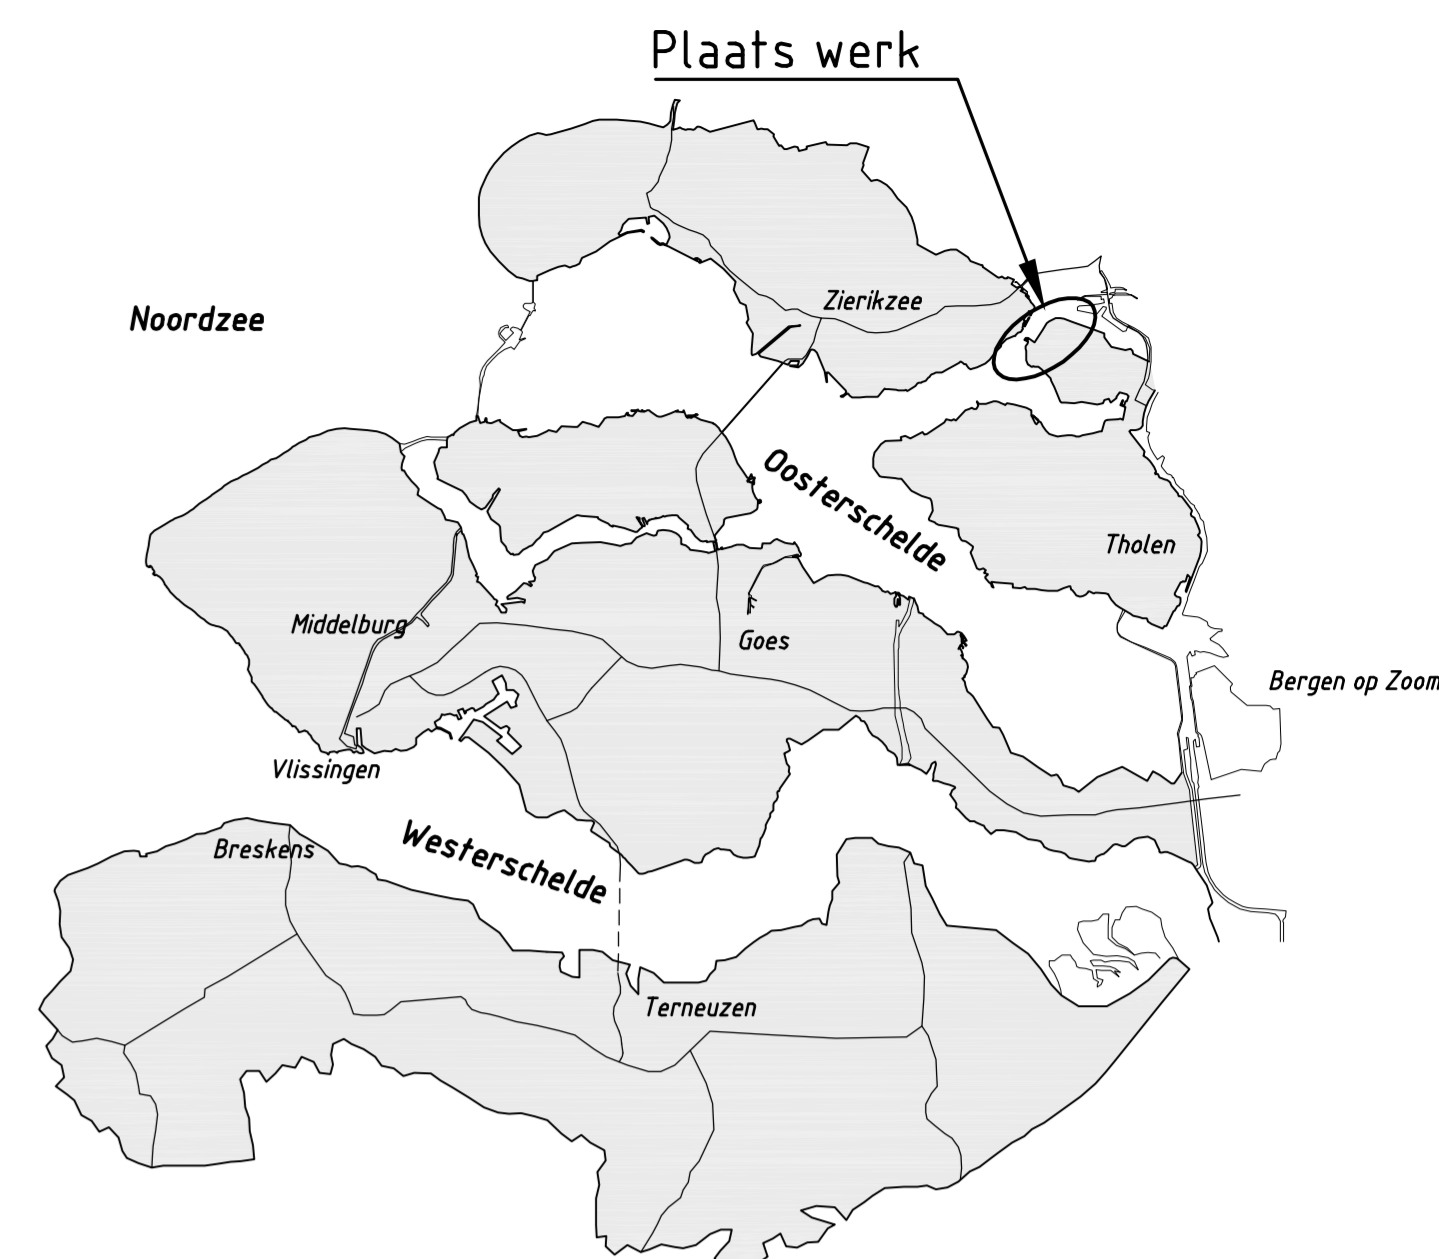 Plaats werk
Zierikzee
Noordzee
Oosterschelde
Tholen
Middelburg
Goes
Bergen op Zoom
Vlissingen
Westerschelde
Breskens
Terneuzen